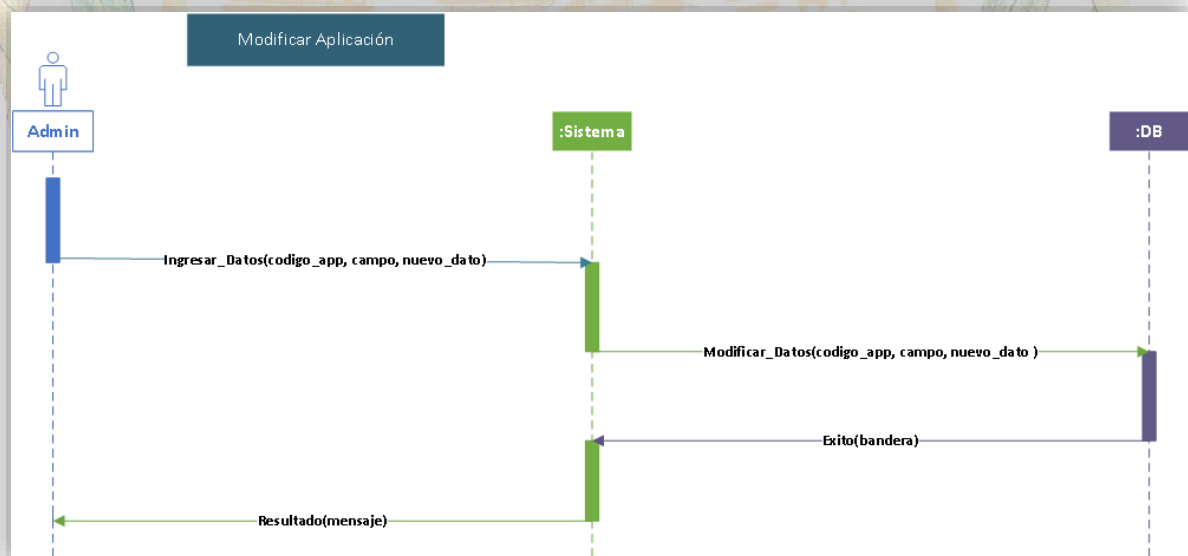 Modificar Aplicación
Admin
:Sistema
:DB
Ingresar_Datos(codigo_app, campo, nuevo_dato)
Modificar_Datos(codigo_app, campo, nuevo_dato )
Exito(bandera)
Resultado(mensaje)